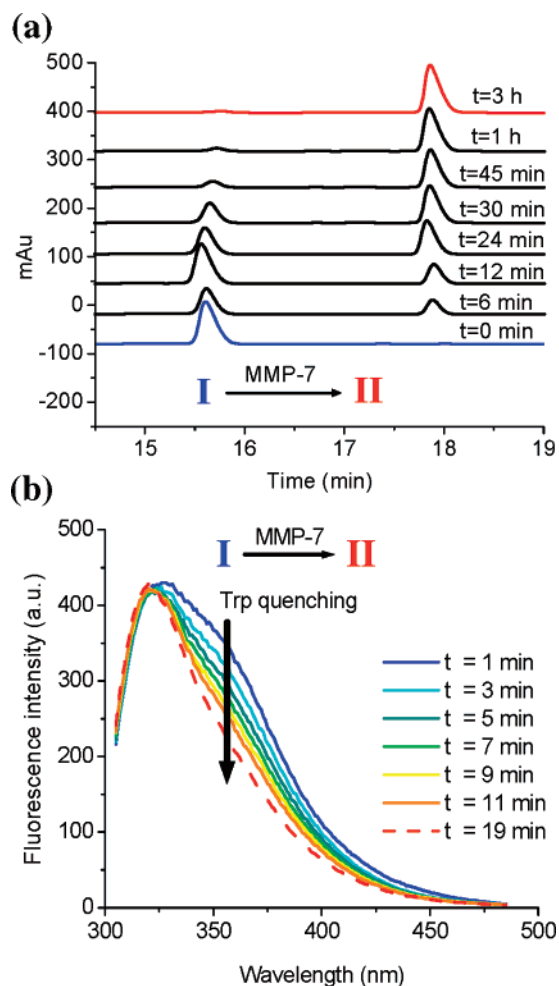 (a)
500
400
300
200
100
0
-100
-200
mAu
t=3 h
t=1 h
t=45 min
t=30 min
t=24 min
t=12 min
t=6 min
t=0 min
I MMP-7 II
15 16 17 18 19
Time (min)
(b)
500
400
300
200
100
0
Fluorescence intensity (a.u.)
I MMP-7 II
Trp quenching
t = 1 min
t = 3 min
t = 5 min
t = 7 min
t = 9 min
t = 11 min
t = 19 min
300 350 400 450 500
Wavelength (nm)